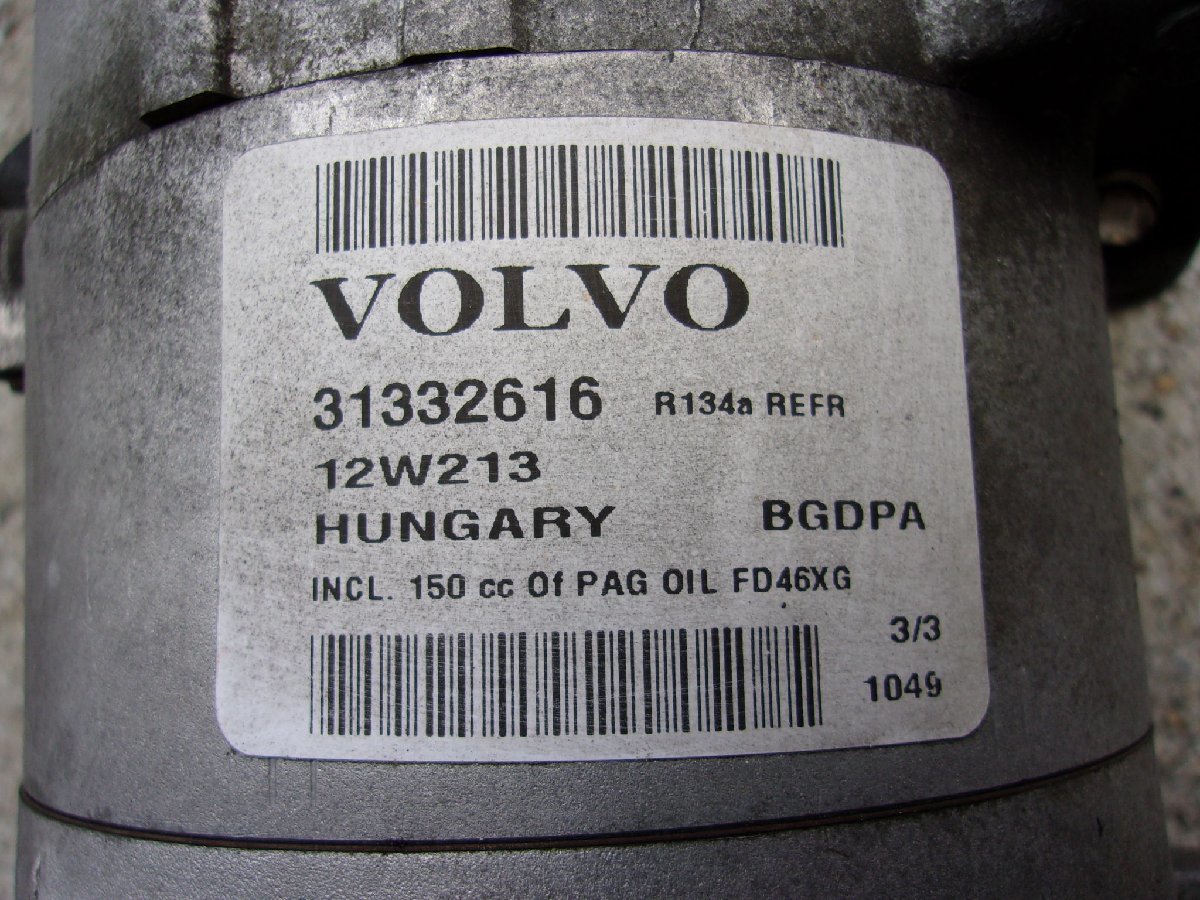 VOLVO
31332616 R134a REFR
12W213
HUNGARY BGDPA
INCL. 150 cc Of PAG OIL FD46XG
3/3
1049